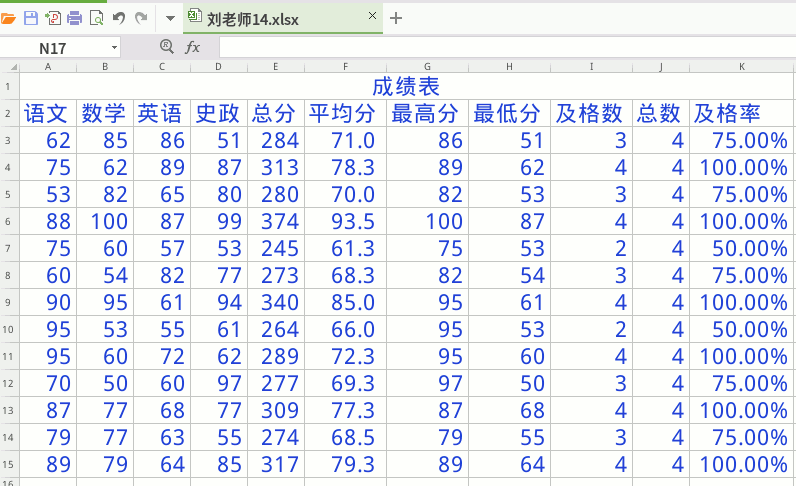 刘老师14.xlsx
N17 fx
A B C D E F G H I J K
1 成绩表
2 语文 数学 英语 史政 总分 平均分 最高分 最低分 及格数 总数 及格率
3 62 85 86 51 284 71.0 86 51 3 4 75.00%
4 75 62 89 87 313 78.3 89 62 4 4 100.00%
5 53 82 65 80 280 70.0 82 53 3 4 75.00%
6 88 100 87 99 374 93.5 100 87 4 4 100.00%
7 75 60 57 53 245 61.3 75 53 2 4 50.00%
8 60 54 82 77 273 68.3 82 54 3 4 75.00%
9 90 95 61 94 340 85.0 95 61 4 4 100.00%
10 95 53 55 61 264 66.0 95 53 2 4 50.00%
11 95 60 72 62 289 72.3 95 60 4 4 100.00%
12 70 50 60 97 277 69.3 97 50 3 4 75.00%
13 87 77 68 77 309 77.3 87 68 4 4 100.00%
14 79 77 63 55 274 68.5 79 55 3 4 75.00%
15 89 79 64 85 317 79.3 89 64 4 4 100.00%
16